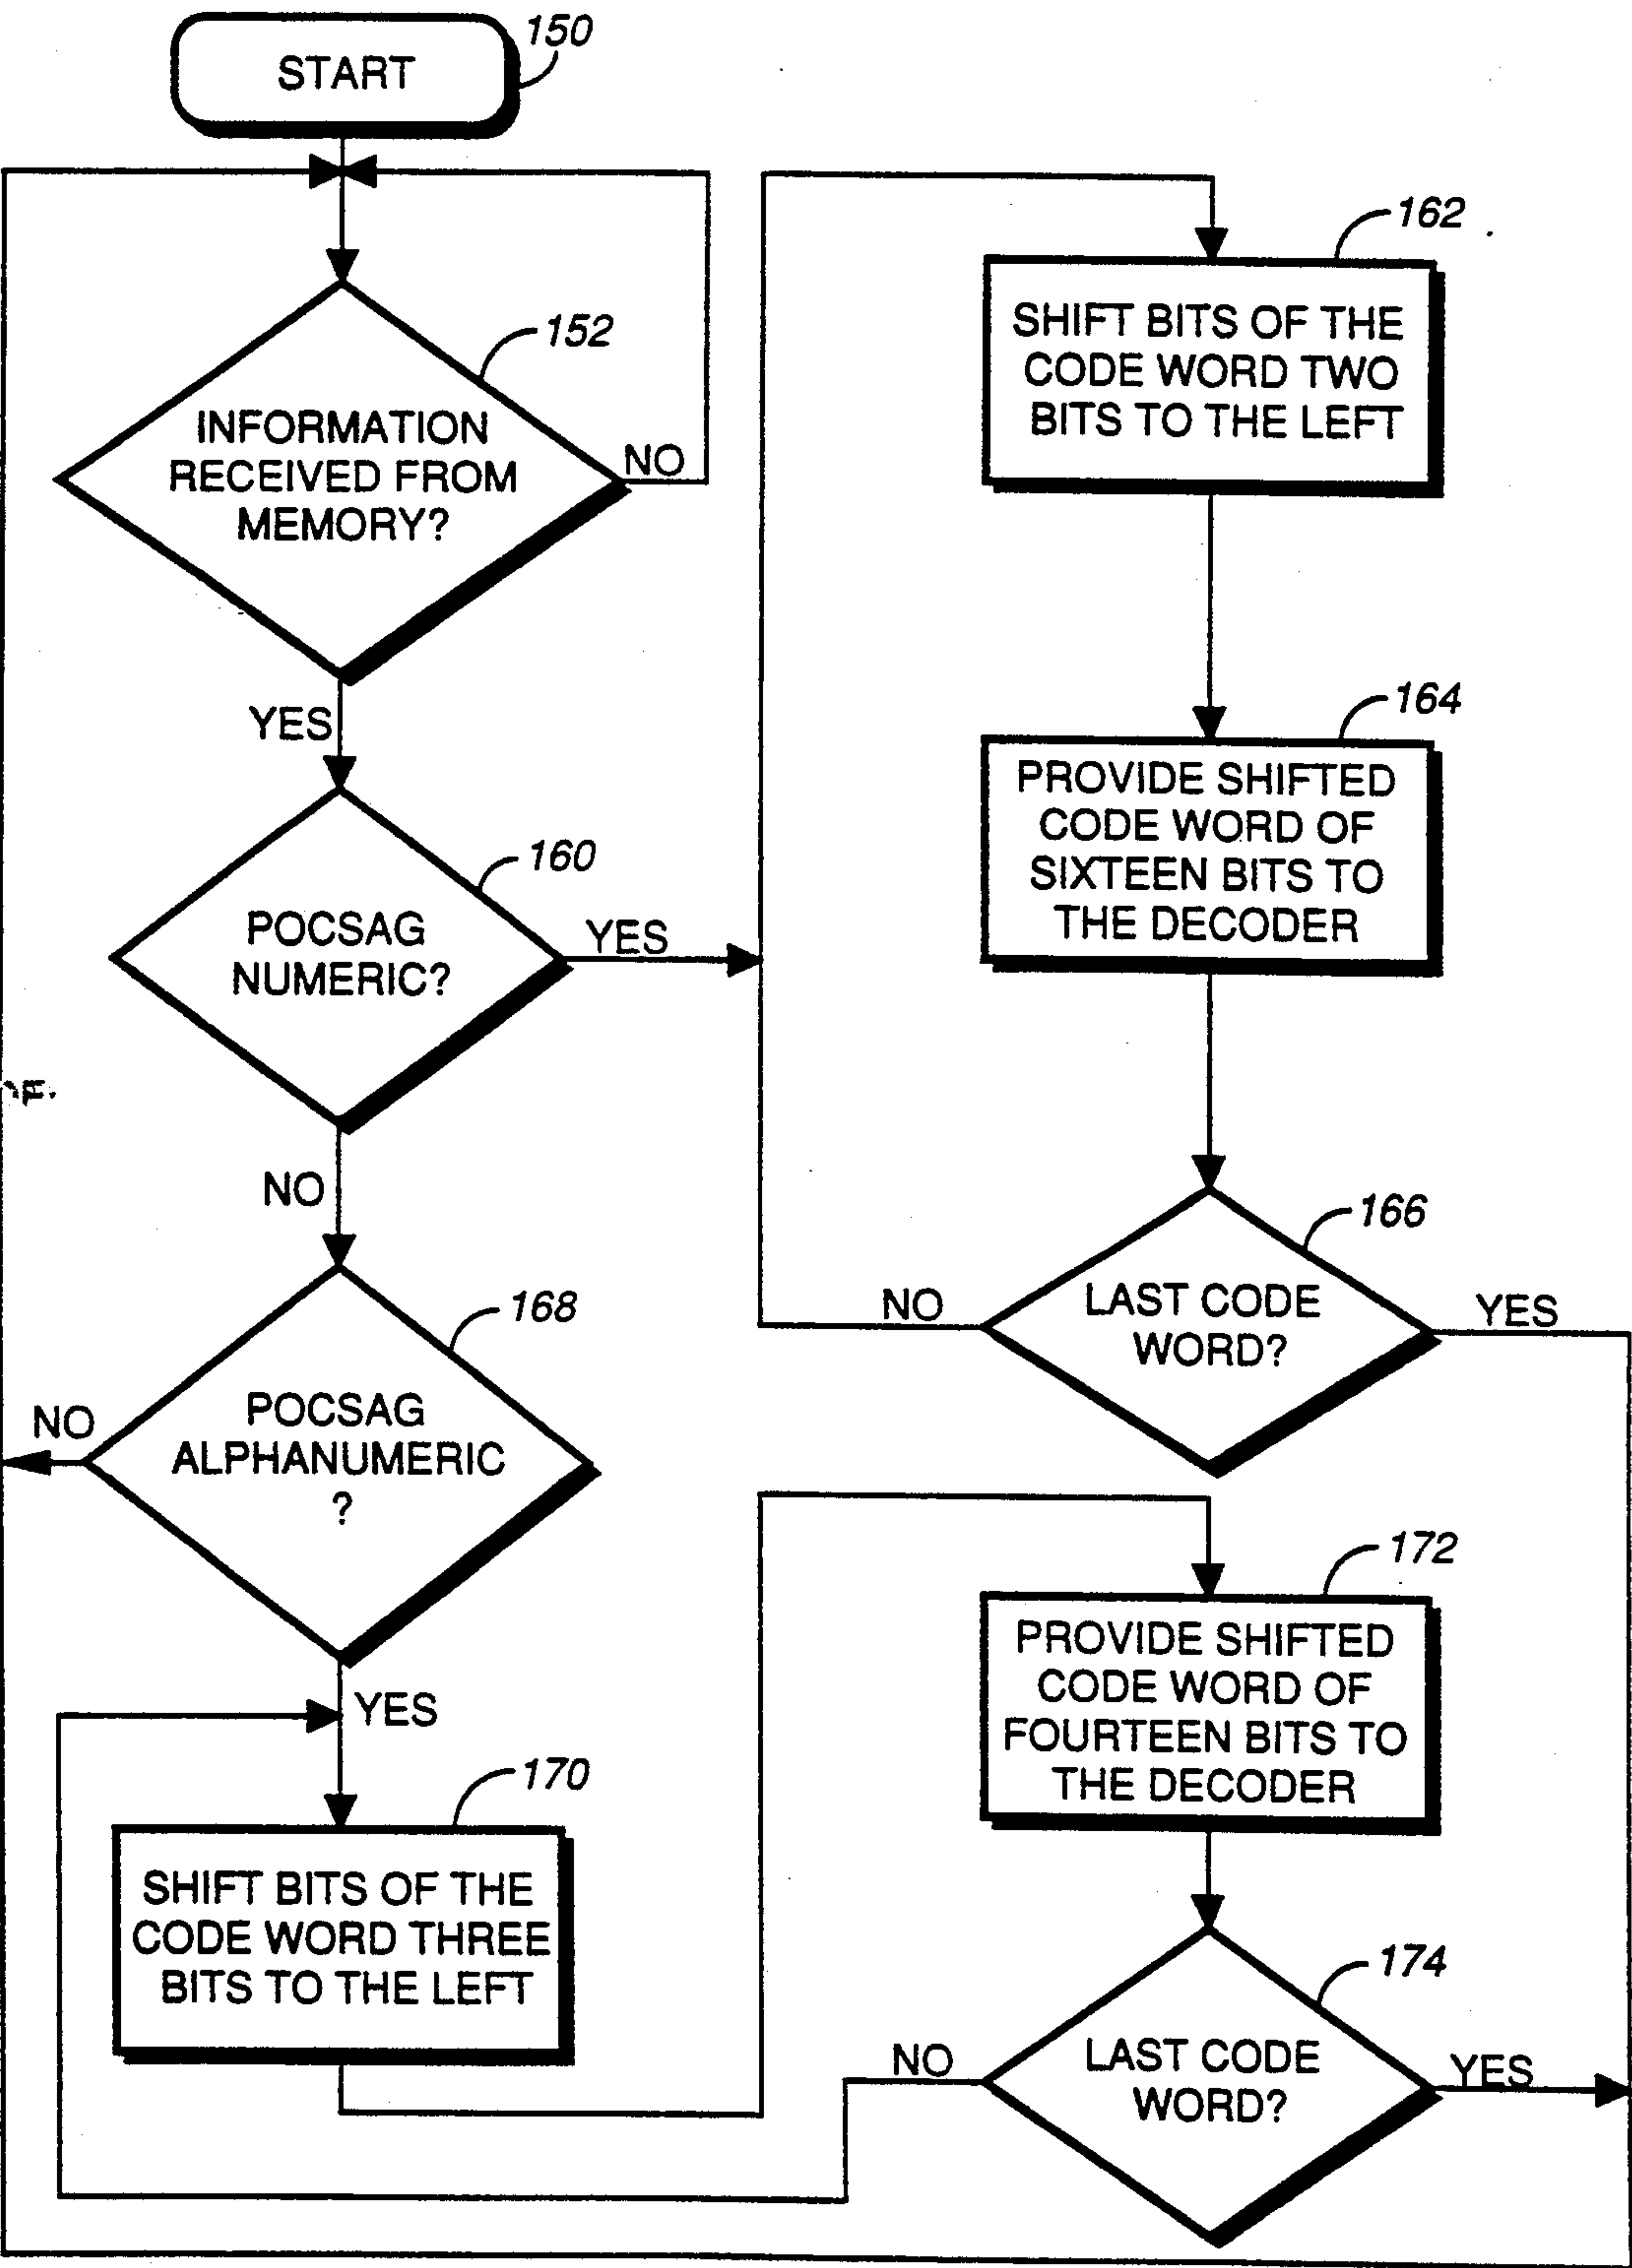 START
150
INFORMATION
RECEIVED FROM
MEMORY?
152
NO
YES
POCSAG
NUMERIC?
160
YES
NO
POCSAG
ALPHANUMERIC
?
168
NO
YES
SHIFT BITS OF THE
CODE WORD THREE
BITS TO THE LEFT
170
SHIFT BITS OF THE
CODE WORD TWO
BITS TO THE LEFT
162
PROVIDE SHIFTED
CODE WORD OF
SIXTEEN BITS TO
THE DECODER
164
LAST CODE
WORD?
166
NO
YES
PROVIDE SHIFTED
CODE WORD OF
FOURTEEN BITS TO
THE DECODER
172
LAST CODE
WORD?
174
NO
YES